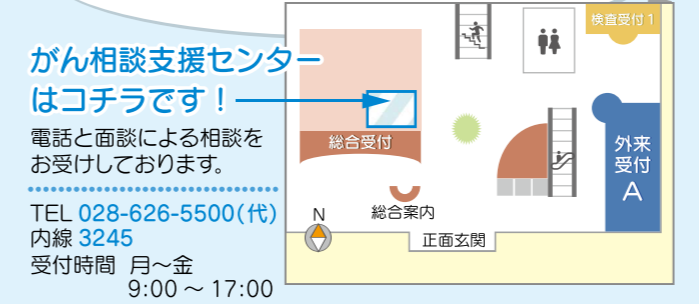 がん相談支援センター
はコチラです！
電話と面談による相談を
お受けしております。
TEL 028-626-5500（代）
内線 3245
受付時間 月～金
9:00 ～ 17:00
検査受付 1
総合受付
外来
受付
A
総合案内
N
正面玄関